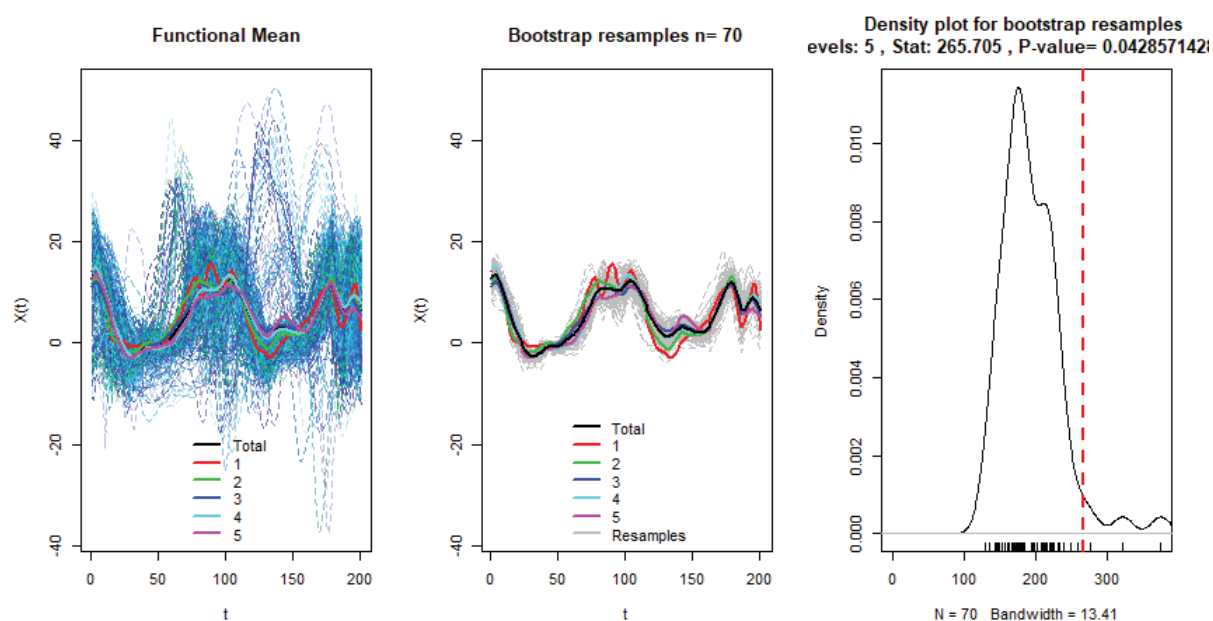 Functional Mean
X(t)
40
20
0
-20
-40
Total
1
2
3
4
5
0 50 100 150 200
t
Bootstrap resamples n= 70
X(t)
40
20
0
-20
-40
Total
1
2
3
4
5
Resamples
0 50 100 150 200
t
Density plot for bootstrap resamples
evels: 5 , Stat: 265.705 , P-value= 0.0428571428
Density
0.010
0.008
0.006
0.004
0.002
0.000
0 100 200 300
N = 70 Bandwidth = 13.41